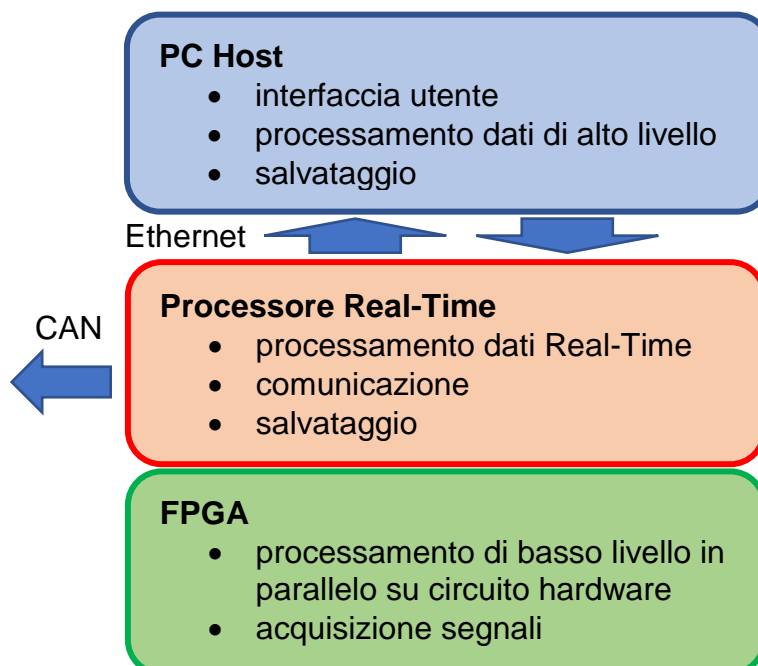 PC Host
• interfaccia utente
• processamento dati di alto livello
• salvataggio
Ethernet
Processore Real-Time
CAN
• processamento dati Real-Time
• comunicazione
• salvataggio
FPGA
• processamento di basso livello in
parallelo su circuito hardware
• acquisizione segnali